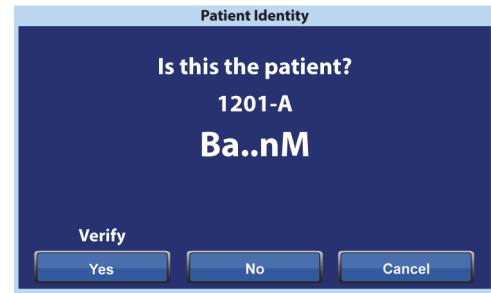 Patient Identity
Is this the patient?
1201-A
Ba..nM
Verify
Yes No Cancel